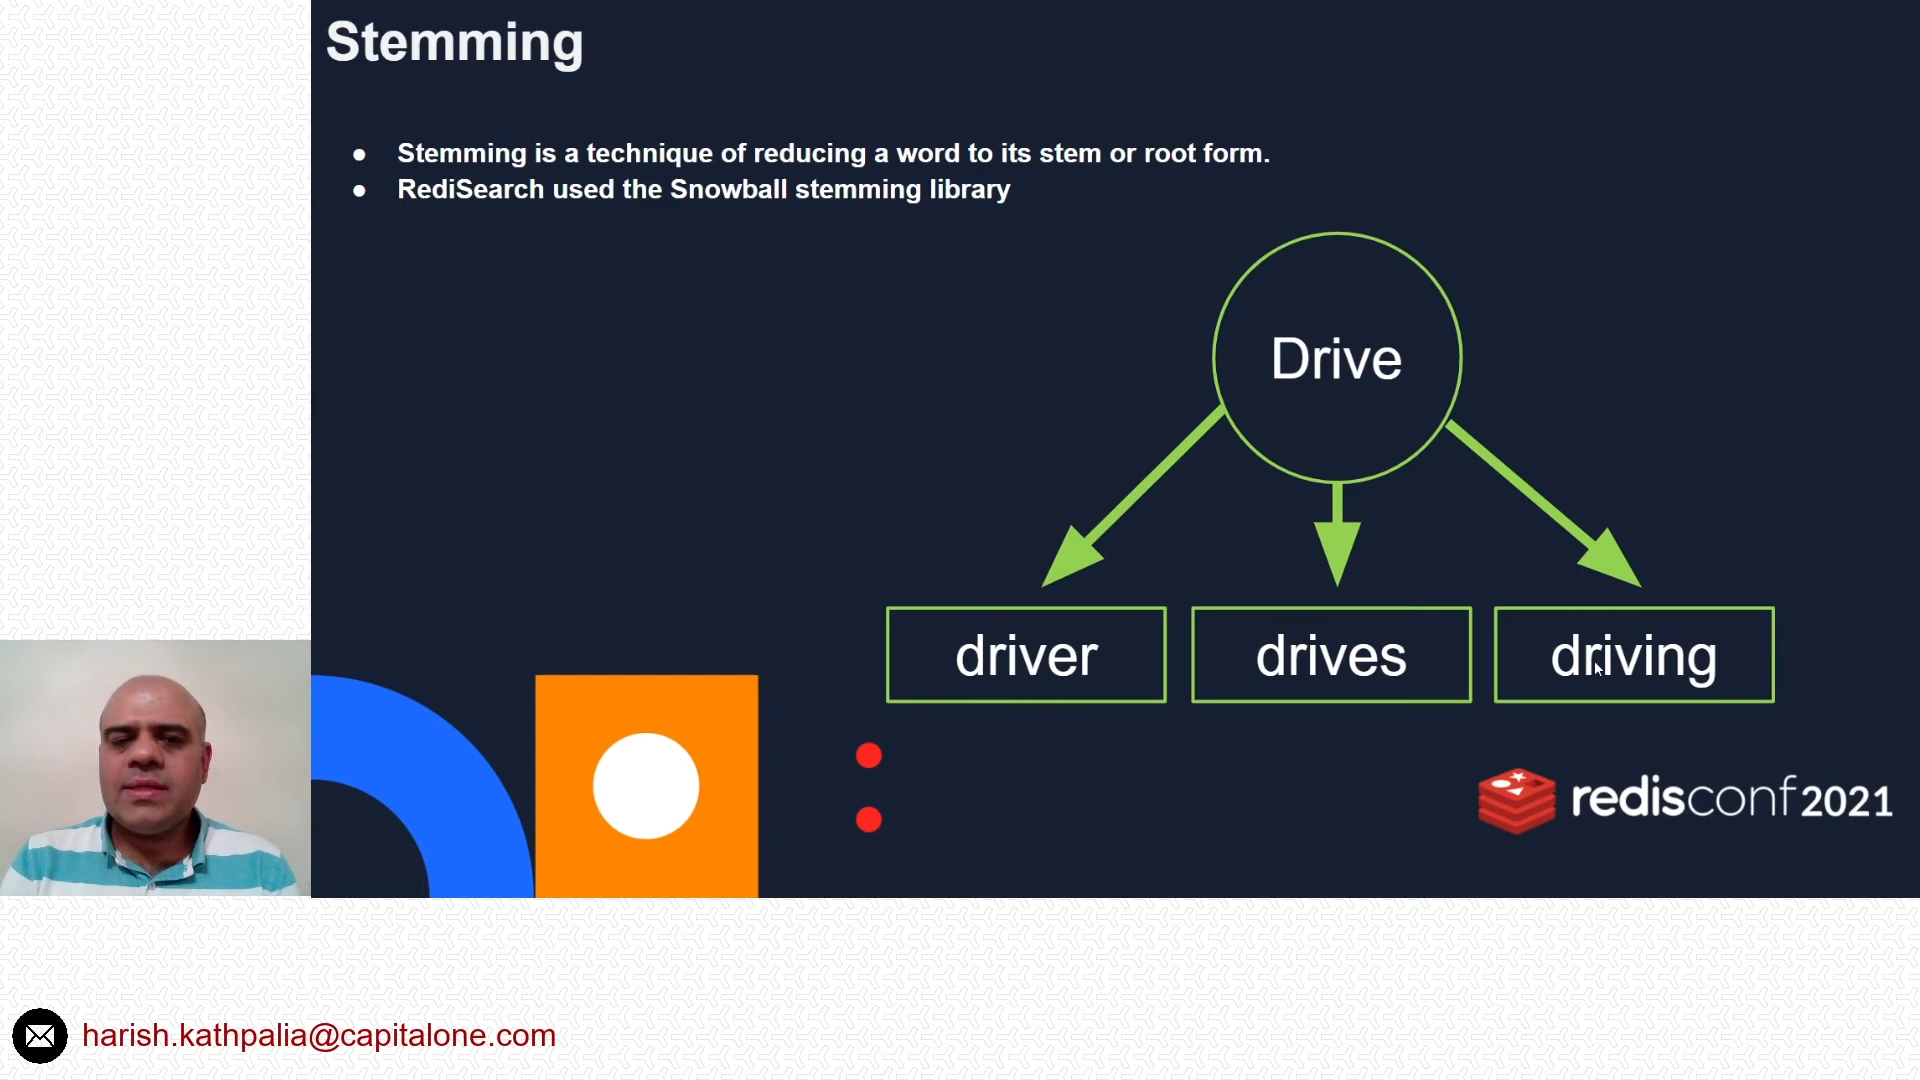 Stemming
● Stemming is a technique of reducing a word to its stem or root form.
● RediSearch used the Snowball stemming library
Drive
driver drives driving
redisconf2021
harish.kathpalia@capitalone.com